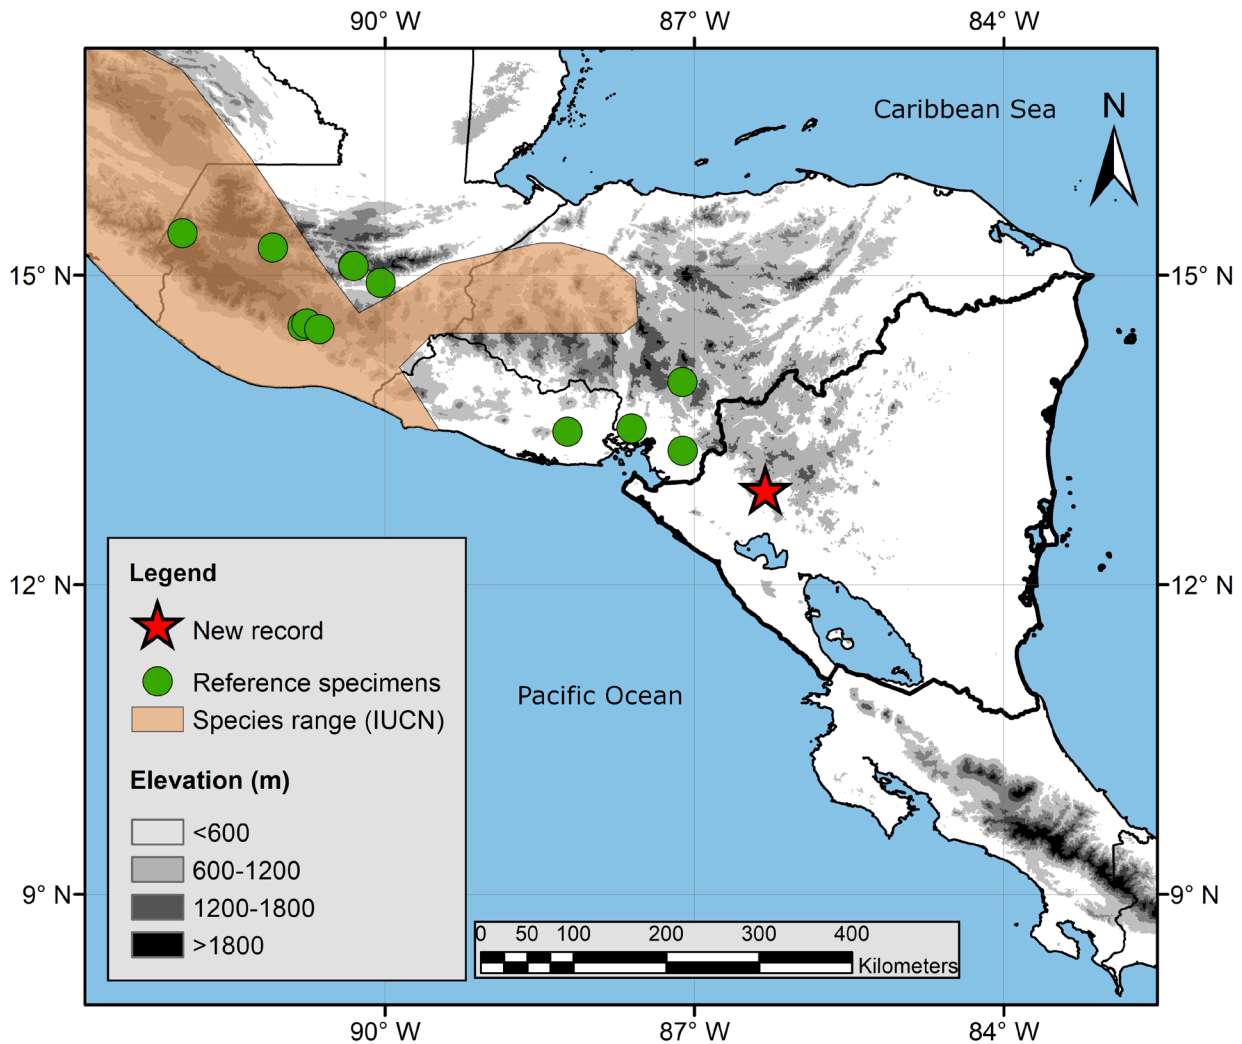 90° W
87° W
84° W
Caribbean Sea
N
15° N
15° N
Legend
New record
Reference specimens
Species range (IUCN)
Elevation (m)
<600
600-1200
1200-1800
>1800
12° N
12° N
Pacific Ocean
9° N
9° N
0 50 100 200 300 400
Kilometers
90° W
87° W
84° W